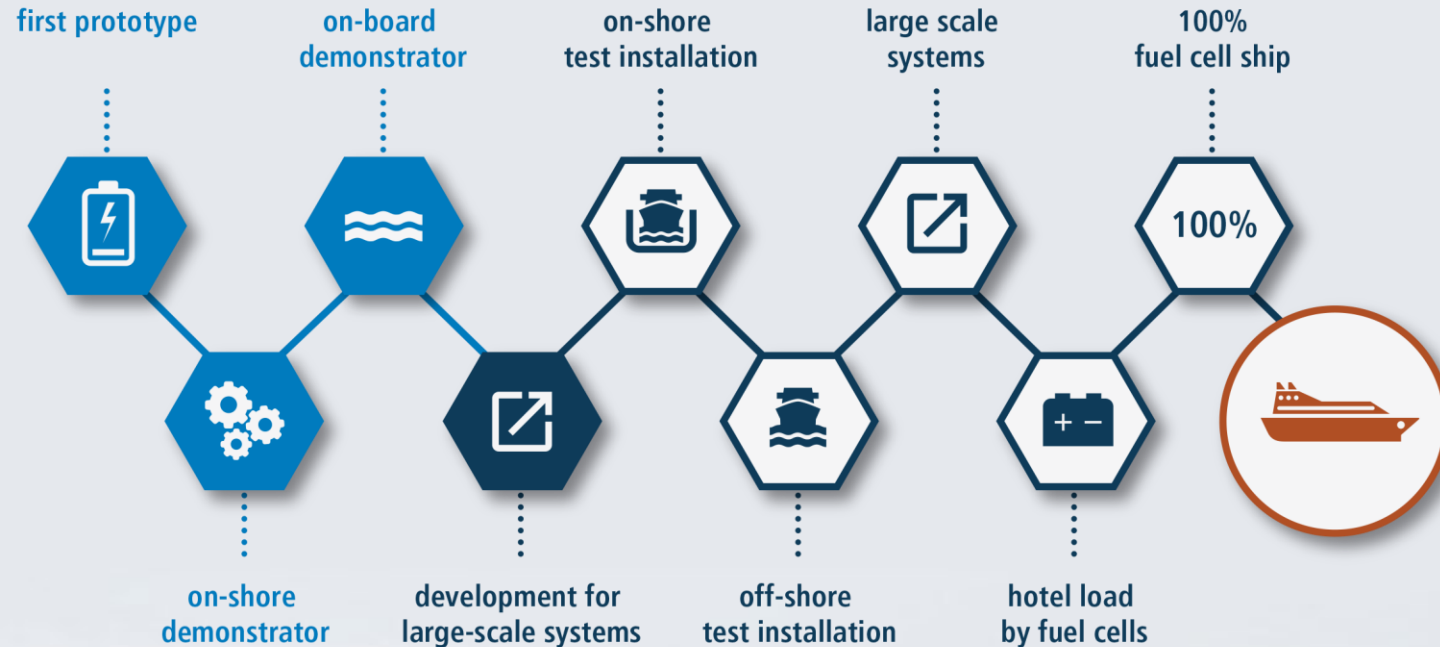 first prototype
on-board
demonstrator
on-shore
test installation
large scale
systems
100%
fuel cell ship
100%
+ −
on-shore
demonstrator
development for
large-scale systems
off-shore
test installation
hotel load
by fuel cells